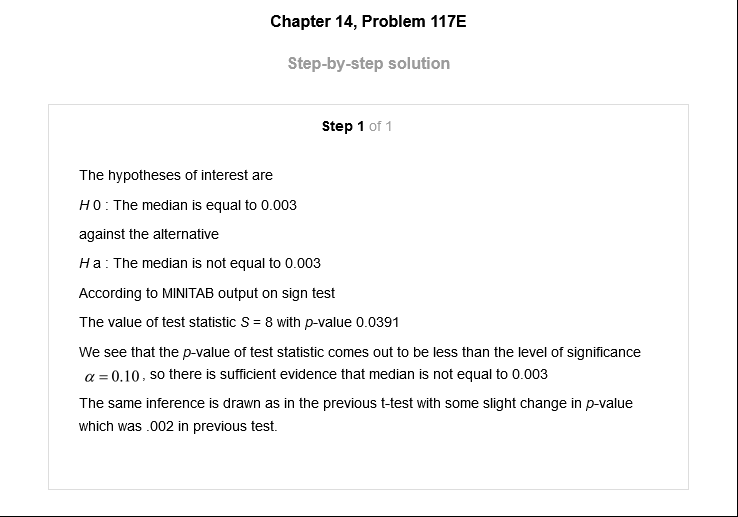 Chapter 14, Problem 117E
Step-by-step solution
Step 1 of 1
The hypotheses of interest are
H 0 : The median is equal to 0.003
against the alternative
H a : The median is not equal to 0.003
According to MINITAB output on sign test
The value of test statistic S = 8 with p-value 0.0391
We see that the p-value of test statistic comes out to be less than the level of significance
α = 0.10, so there is sufficient evidence that median is not equal to 0.003
The same inference is drawn as in the previous t-test with some slight change in p-value
which was .002 in previous test.